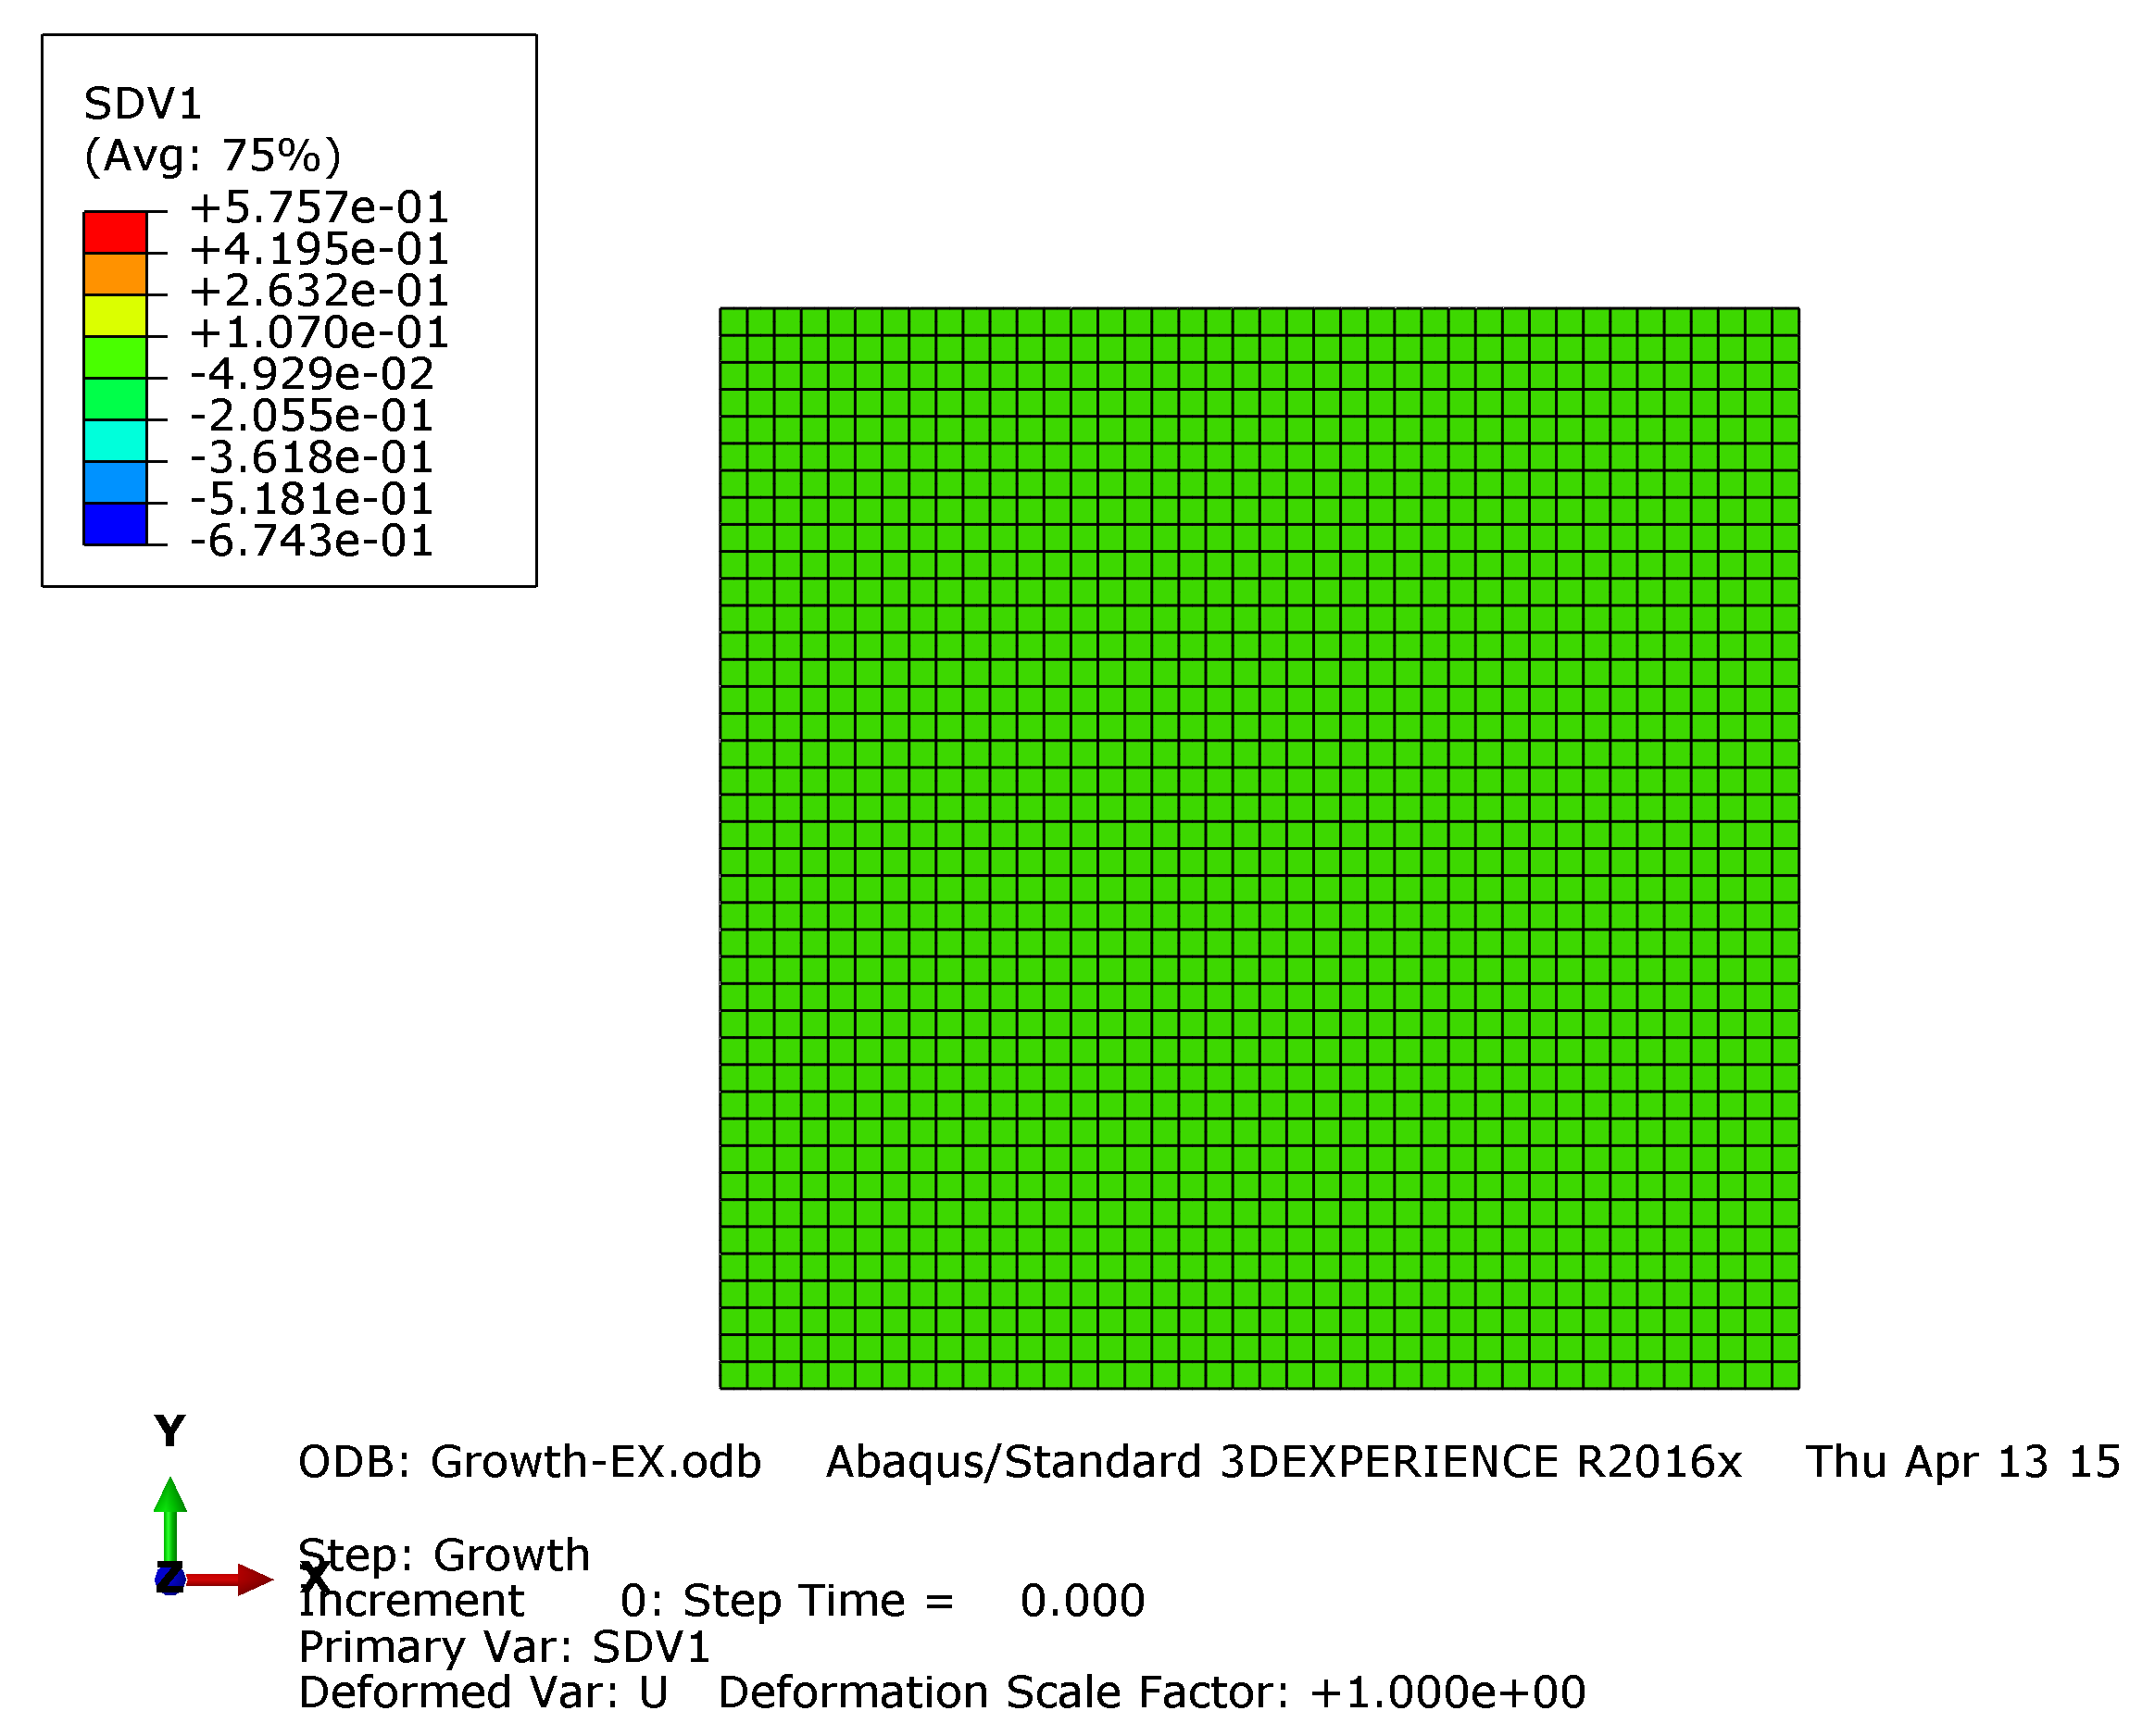 SDV1
(Avg: 75%)
+5.757e-01
+4.195e-01
+2.632e-01
+1.070e-01
-4.929e-02
-2.055e-01
-3.618e-01
-5.181e-01
-6.743e-01
Y
Z
X
ODB: Growth-EX.odb    Abaqus/Standard 3DEXPERIENCE R2016x    Thu Apr 13 15
Step: Growth
Increment    0: Step Time =    0.000
Primary Var: SDV1
Deformed Var: U   Deformation Scale Factor: +1.000e+00